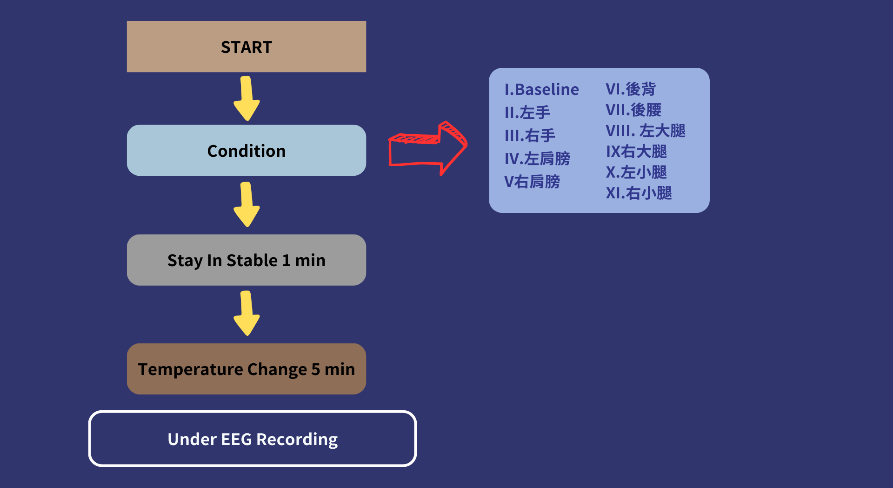 START
Condition
I.Baseline
II.左手
III.右手
IV.左肩膀
V右肩膀
VI.後背
VII.後腰
VIII. 左大腿
IX右大腿
X.左小腿
XI.右小腿
Stay In Stable 1 min
Temperature Change 5 min
Under EEG Recording